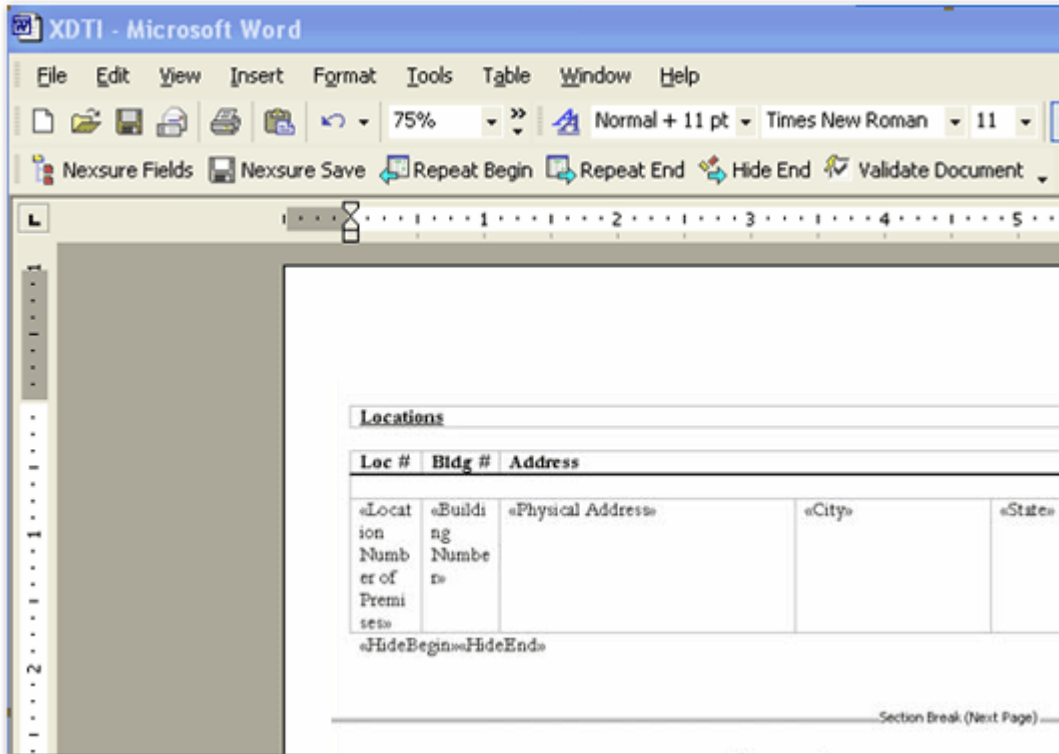 XDTI - Microsoft Word
File Edit View Insert Format Tools Table Window Help
75% Normal + 11 pt Times New Roman 11
Nexsure Fields Nexsure Save Repeat Begin Repeat End Hide End Validate Document
L
1 2 3 4 5
1
1
2
Locations
Loc # Bldg # Address
«Locat «Buildi «Physical Address» «City» «State»
ion ng
Numb Numbe
er of r»
Premi
ses»
«HideBegin»«HideEnd»
Section Break (Next Page)